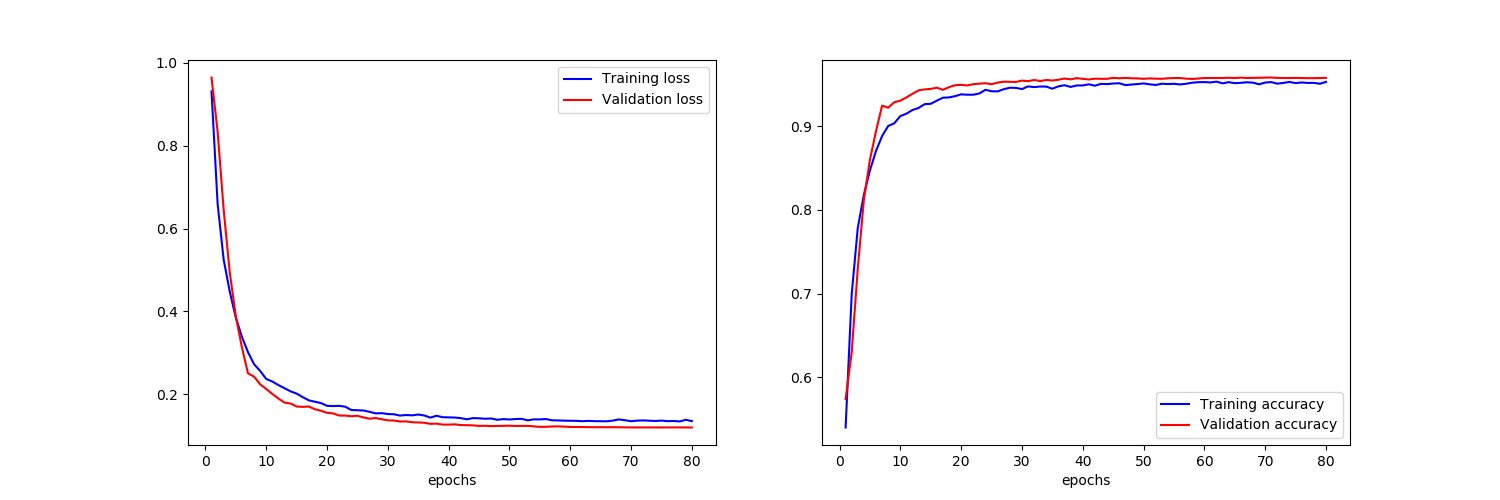 1.0
0.8
0.6
0.4
0.2
0 10 20 30 40 50 60 70 80
epochs
Training loss
Validation loss
0.9
0.8
0.7
0.6
0 10 20 30 40 50 60 70 80
epochs
Training accuracy
Validation accuracy